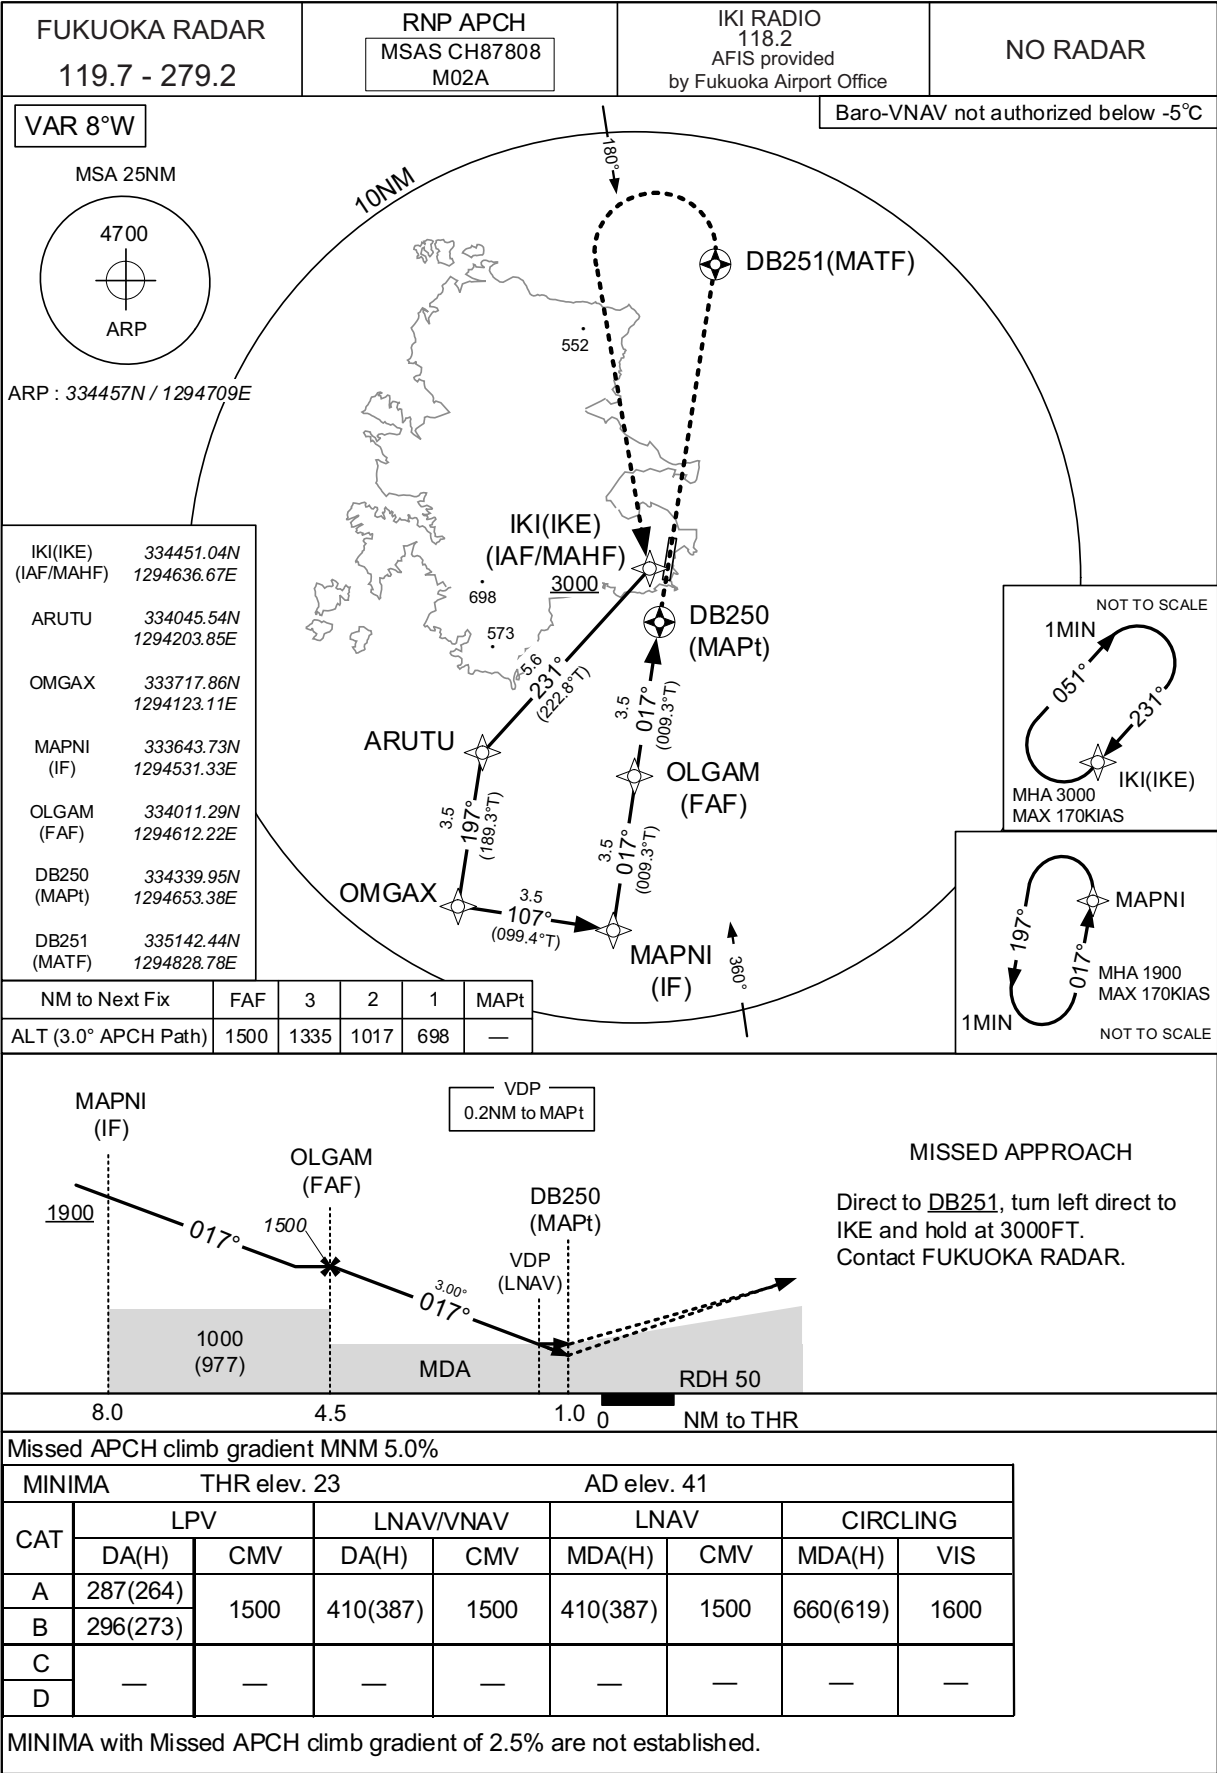 FUKUOKA RADAR
119.7 - 279.2
RNP APCH
MSAS CH87808
M02A
IKI RADIO
118.2
AFIS provided
by Fukuoka Airport Office
NO RADAR
Baro-VNAV not authorized below -5°C
VAR 8°W
MSA 25NM
4700
ARP
ARP : 334457N / 1294709E
10NM
180°
DB251(MATF)
552
IKI(IKE)
(IAF/MAHF)
3000
698
573
DB250
(MAPt)
5.6
231°
(222.8°T)
3.5
017°
(009.3°T)
ARUTU
OLGAM
(FAF)
3.5
197°
(189.3°T)
3.5
017°
(009.3°T)
OMGAX
3.5
107°
(099.4°T)
MAPNI
(IF)
360°
IKI(IKE) 334451.04N
(IAF/MAHF) 1294636.67E
ARUTU 334045.54N
1294203.85E
OMGAX 333717.86N
1294123.11E
MAPNI 333643.73N
(IF) 1294531.33E
OLGAM 334011.29N
(FAF) 1294612.22E
DB250 334339.95N
(MAPt) 1294653.38E
DB251 335142.44N
(MATF) 1294828.78E
NOT TO SCALE
1MIN
051°
231°
IKI(IKE)
MHA 3000
MAX 170KIAS
MAPNI
197°
017°
MHA 1900
MAX 170KIAS
1MIN
NOT TO SCALE
NM to Next Fix FAF 3 2 1 MAPt
ALT (3.0° APCH Path) 1500 1335 1017 698 —
MAPNI
(IF)
VDP
0.2NM to MAPt
OLGAM
(FAF)
DB250
(MAPt)
1900
017°
1500
VDP
(LNAV)
3.00°
017°
1000
(977)
MDA
RDH 50
8.0 4.5 1.0 0 NM to THR
MISSED APPROACH
Direct to DB251, turn left direct to
IKE and hold at 3000FT.
Contact FUKUOKA RADAR.
Missed APCH climb gradient MNM 5.0%
MINIMA THR elev. 23 AD elev. 41
CAT LPV LNAV/VNAV LNAV CIRCLING
DA(H) CMV DA(H) CMV MDA(H) CMV MDA(H) VIS
A 287(264) 1500 410(387) 1500 410(387) 1500 660(619) 1600
B 296(273)
C — — — — — — — —
D
MINIMA with Missed APCH climb gradient of 2.5% are not established.